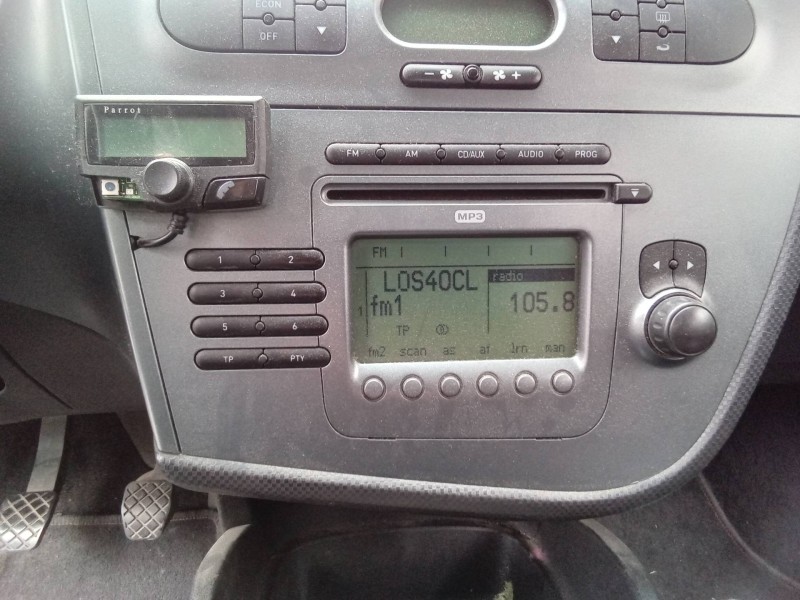 ECON
OFF
− +
Parrot
FM AM CD/AUX AUDIO PROG
MP3
1 2
3 4
5 6
TP PTY
FM
LOS40CL radio
1 fm1 105.8
TP
fm2 scan as af lrn man